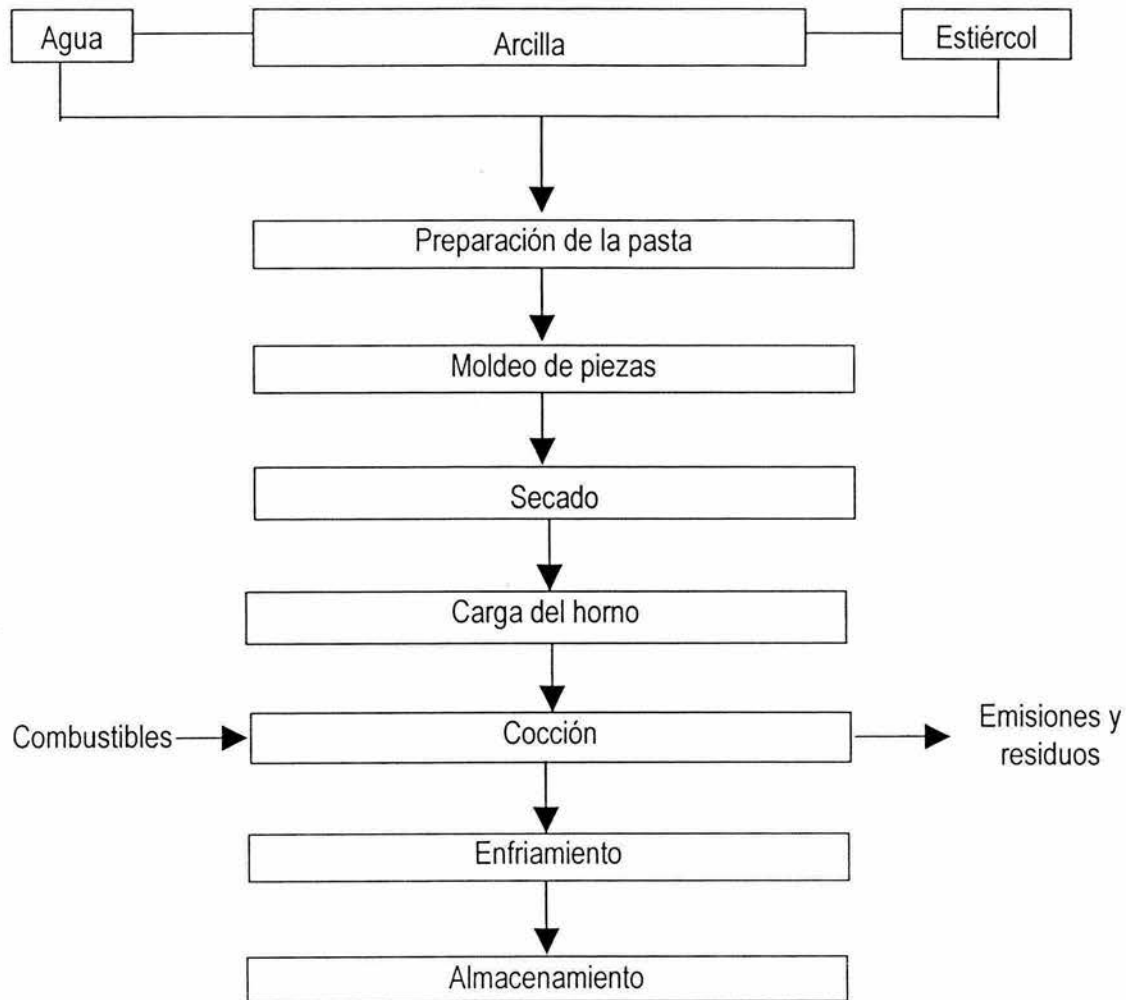 Agua
Arcilla
Estiércol
Preparación de la pasta
Moldeo de piezas
Secado
Carga del horno
Combustibles
Cocción
Emisiones y
residuos
Enfriamiento
Almacenamiento